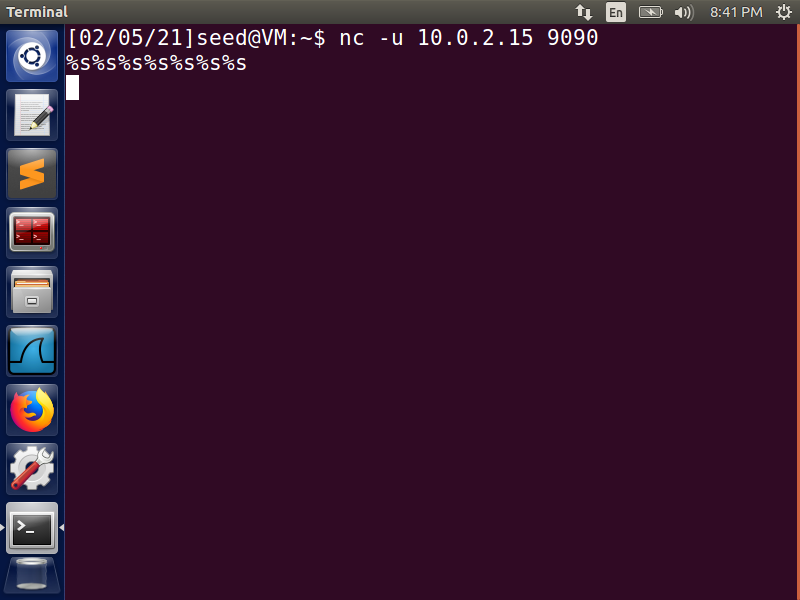 Terminal
En
8:41 PM
[02/05/21]seed@VM:~$ nc -u 10.0.2.15 9090
%s%s%s%s%s%s%s